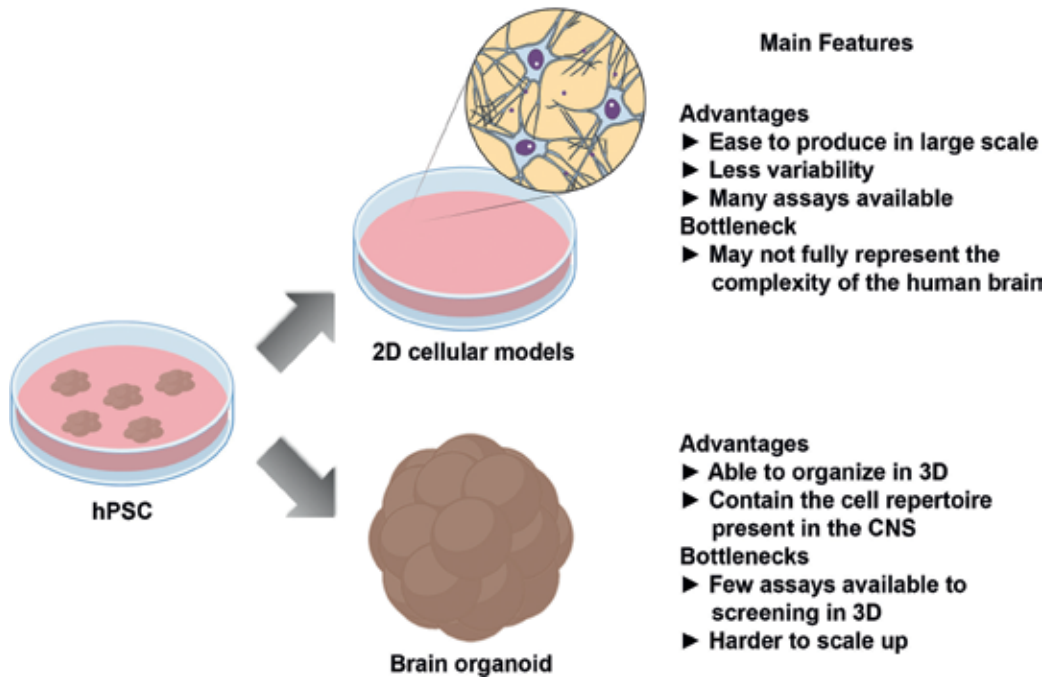 Main Features
Advantages
► Ease to produce in large scale
► Less variability
► Many assays available
Bottleneck
► May not fully represent the
complexity of the human brain
2D cellular models
hPSC
Advantages
► Able to organize in 3D
► Contain the cell repertoire
present in the CNS
Bottlenecks
► Few assays available to
screening in 3D
► Harder to scale up
Brain organoid